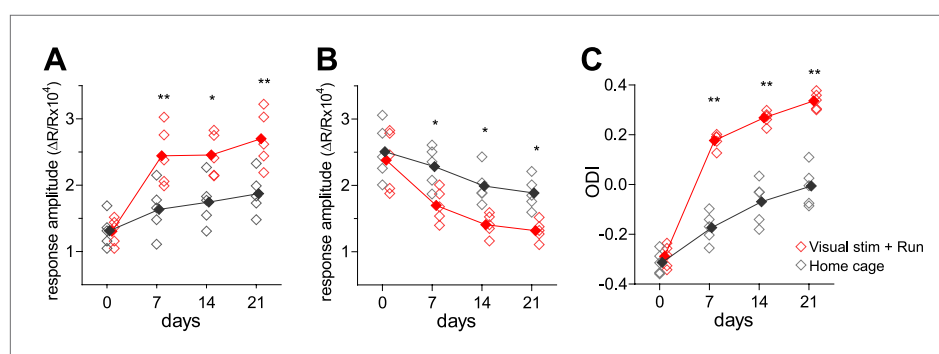 A
response amplitude (ΔR/Rx10⁴)
3
2
1
** * **
0 7 14 21
days
B
response amplitude (ΔR/Rx10⁴)
3
2
1
* * *
0 7 14 21
days
C
ODI
0.4
0.2
0.0
-0.2
-0.4
** ** **
Visual stim + Run
Home cage
0 7 14 21
days